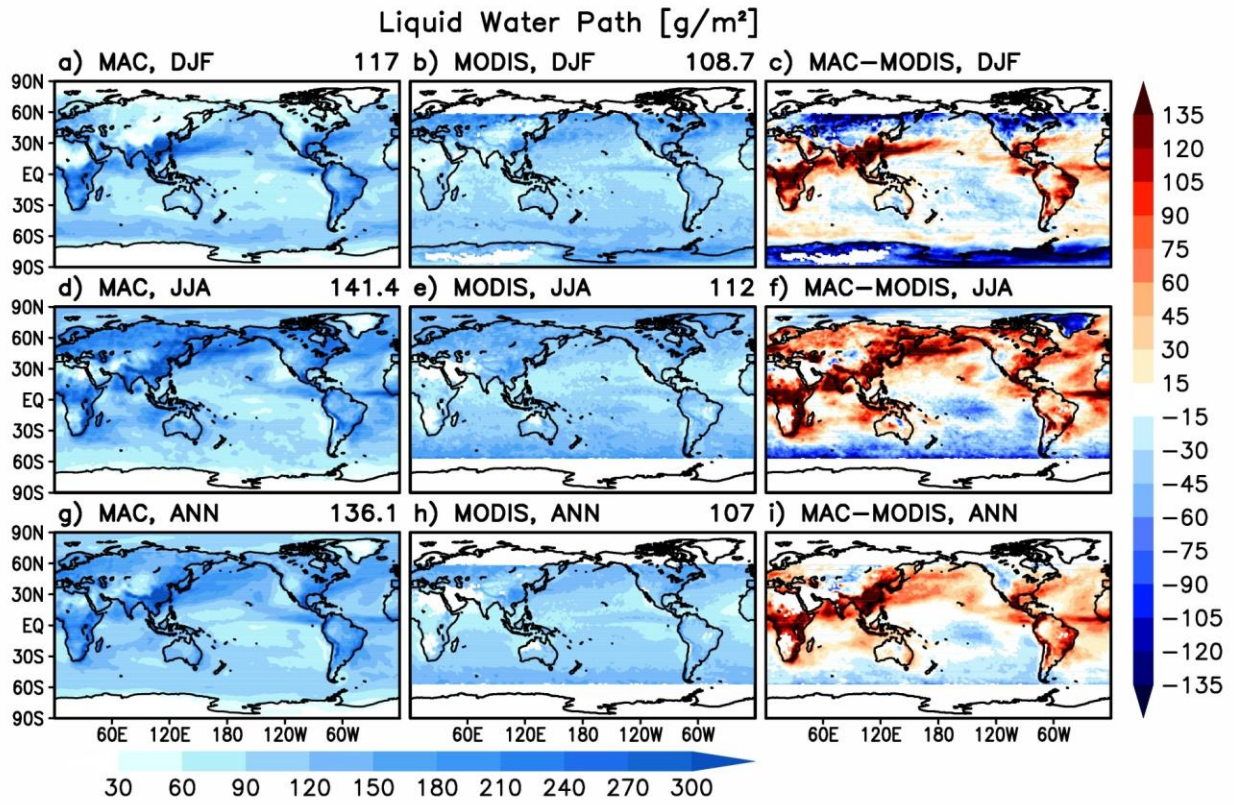 Liquid Water Path [g/m²]
a) MAC, DJF 117 b) MODIS, DJF 108.7 c) MAC−MODIS, DJF
90N
60N
30N
EQ
30S
60S
90S
d) MAC, JJA 141.4 e) MODIS, JJA 112 f) MAC−MODIS, JJA
90N
60N
30N
EQ
30S
60S
90S
g) MAC, ANN 136.1 h) MODIS, ANN 107 i) MAC−MODIS, ANN
90N
60N
30N
EQ
30S
60S
90S
60E 120E 120W 60W 60E 120E 120W 60W 60E 120E 120W 60W
30 60 90 120 150 180 210 240 270 300
135
120
105
90
75
60
45
30
15
−15
−30
−45
−60
−75
−90
−105
−120
−135